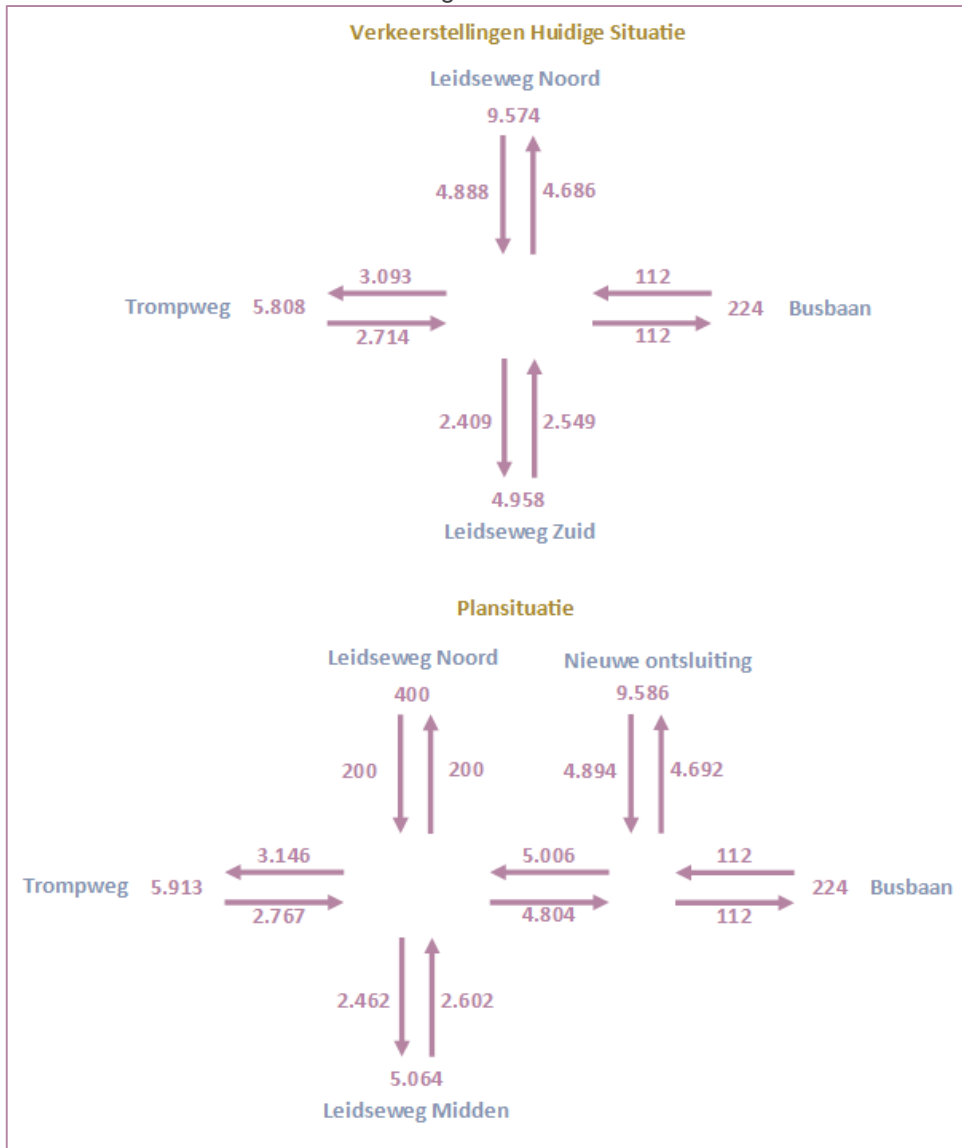 Verkeerstellingen Huidige Situatie
Leidseweg Noord
9.574
4.888 4.686
3.093 112
Trompweg 5.808 224 Busbaan
2.714 112
2.409 2.549
4.958
Leidseweg Zuid
Plansituatie
Leidseweg Noord Nieuwe ontsluiting
400 9.586
200 200 4.894 4.692
3.146 5.006 112
Trompweg 5.913 224 Busbaan
2.767 4.804 112
2.462 2.602
5.064
Leidseweg Midden